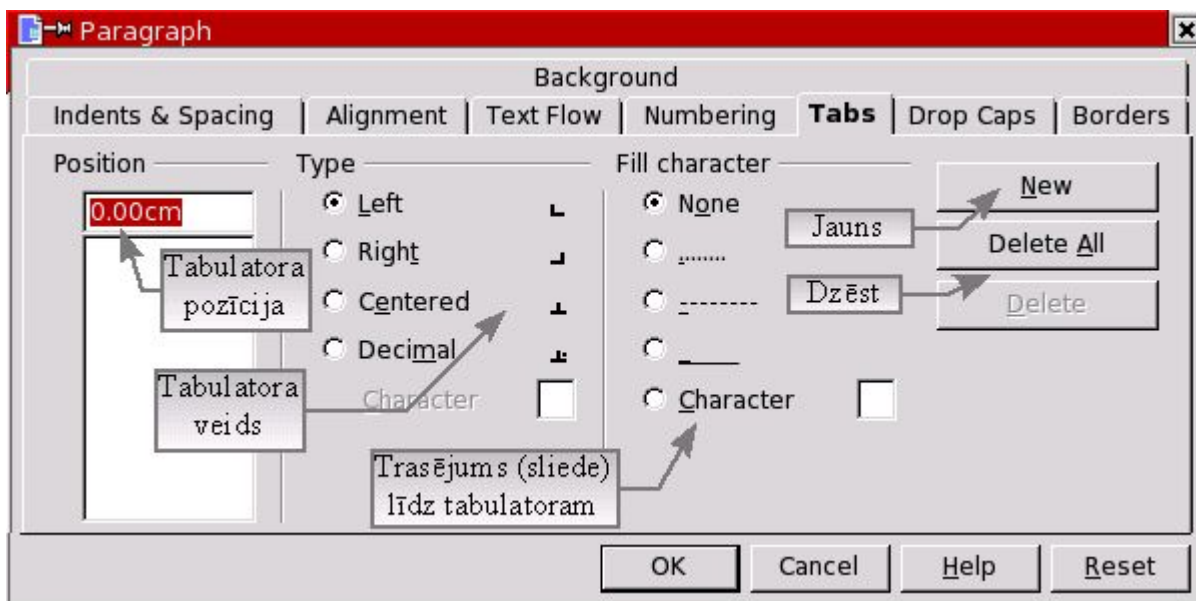 Paragraph
Background
Indents & Spacing Alignment Text Flow Numbering Tabs Drop Caps Borders
Position Type Fill character
0.00cm
Left
Right
Centered
Decimal
Character
None
........
--------
Character
New
Delete All
Delete
Tabulatora
pozīcija
Tabulatora
veids
Trasējums (sliede)
līdz tabulatoram
Jauns
Dzēst
OK Cancel Help Reset